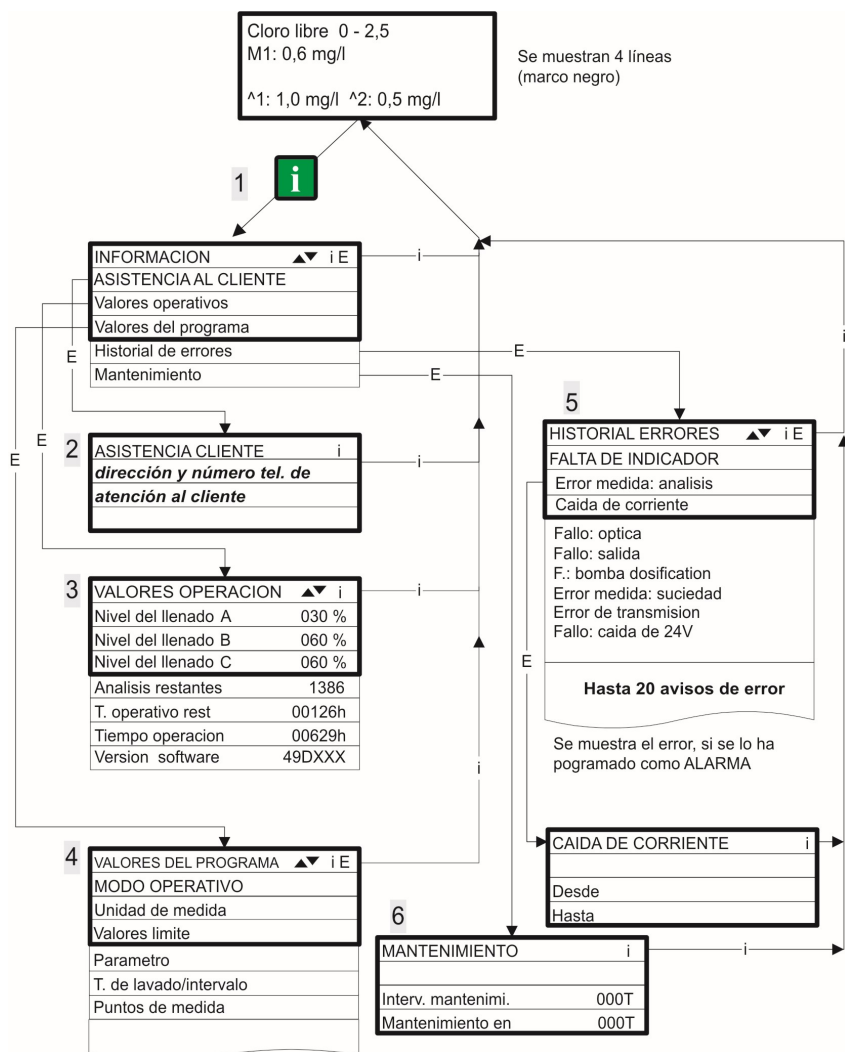 Cloro libre 0 - 2,5
M1: 0,6 mg/l
^1: 1,0 mg/l ^2: 0,5 mg/l
Se muestran 4 líneas
(marco negro)
1
i
INFORMACION ▲▼ i E
ASISTENCIA AL CLIENTE
Valores operativos
Valores del programa
Historial de errores
Mantenimiento
i
E
E
E
E
E
i
2
ASISTENCIA CLIENTE i
dirección y número tel. de
atención al cliente
i
3
VALORES OPERACION ▲▼ i
Nivel del llenado A 030 %
Nivel del llenado B 060 %
Nivel del llenado C 060 %
Analisis restantes 1386
T. operativo rest 00126h
Tiempo operacion 00629h
Version software 49DXXX
i
i
4
VALORES DEL PROGRAMA ▲▼ i E
MODO OPERATIVO
Unidad de medida
Valores limite
Parametro
T. de lavado/intervalo
Puntos de medida
5
HISTORIAL ERRORES ▲▼ i E
FALTA DE INDICADOR
Error medida: analisis
Caida de corriente
Fallo: optica
Fallo: salida
F.: bomba dosification
Error medida: suciedad
Error de transmision
Fallo: caida de 24V
E
Hasta 20 avisos de error
Se muestra el error, si se lo ha
pogramado como ALARMA
CAIDA DE CORRIENTE i
Desde
Hasta
6
MANTENIMIENTO i
Interv. mantenimi. 000T
Mantenimiento en 000T
i